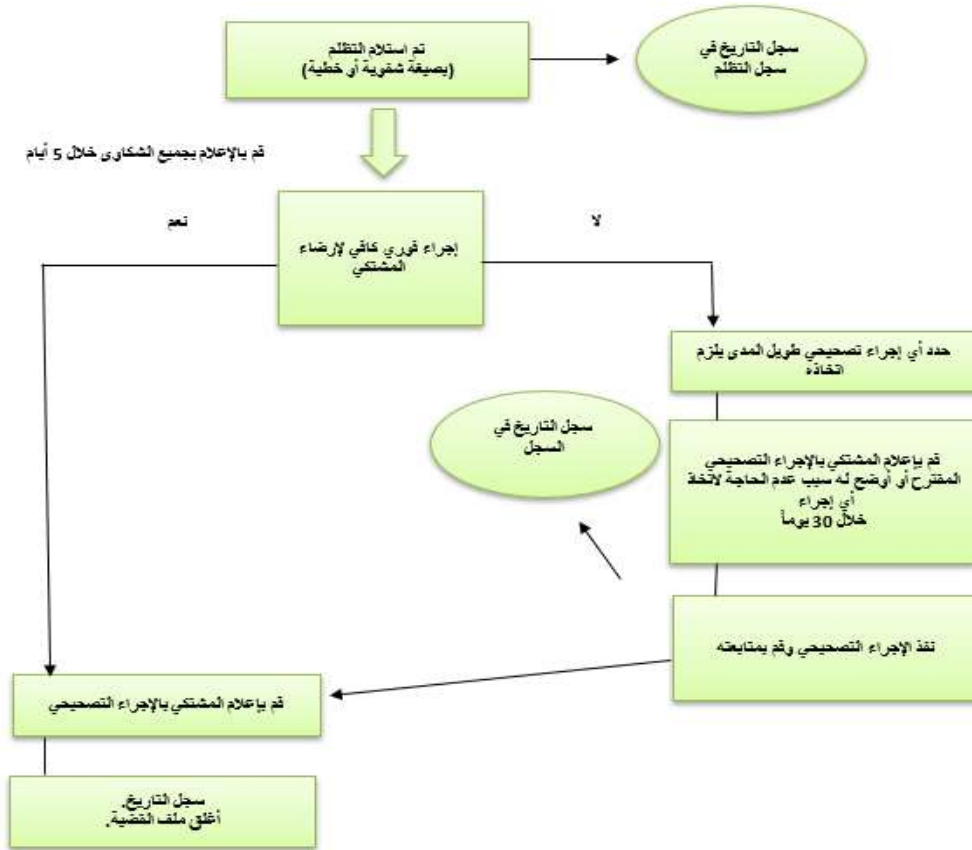 تم استلام التظلم
(بصيغة شفوية أو خطية)
سجل التاريخ في
سجل التظلم
قم بالإعلام بجميع الشكاوى خلال 5 أيام
نعم
لا
إجراء فوري كافي لإرضاء
المشتكي
حدد أي إجراء تصحيحي طويل المدى يلزم
اتخاذه
سجل التاريخ في
السجل
قم بإعلام المشتكي بالإجراء التصحيحي
المقترح أو أوضح له سبب عدم الحاجة لاتخاذ
أي إجراء
خلال 30 يوماً
نفذ الإجراء التصحيحي وقم بمتابعته
قم بإعلام المشتكي بالإجراء التصحيحي
سجل التاريخ.
أغلق ملف القضية.